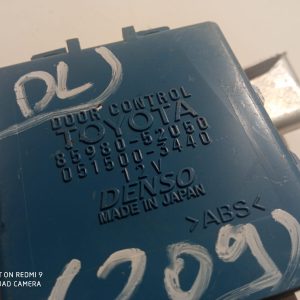 DL
DOOR CONTROL
TOYOTA
85980-52050
051500-3440
12V
DENSO
MADE IN JAPAN
>ABS<
(209)
T ON REDMI 9
AD CAMERA